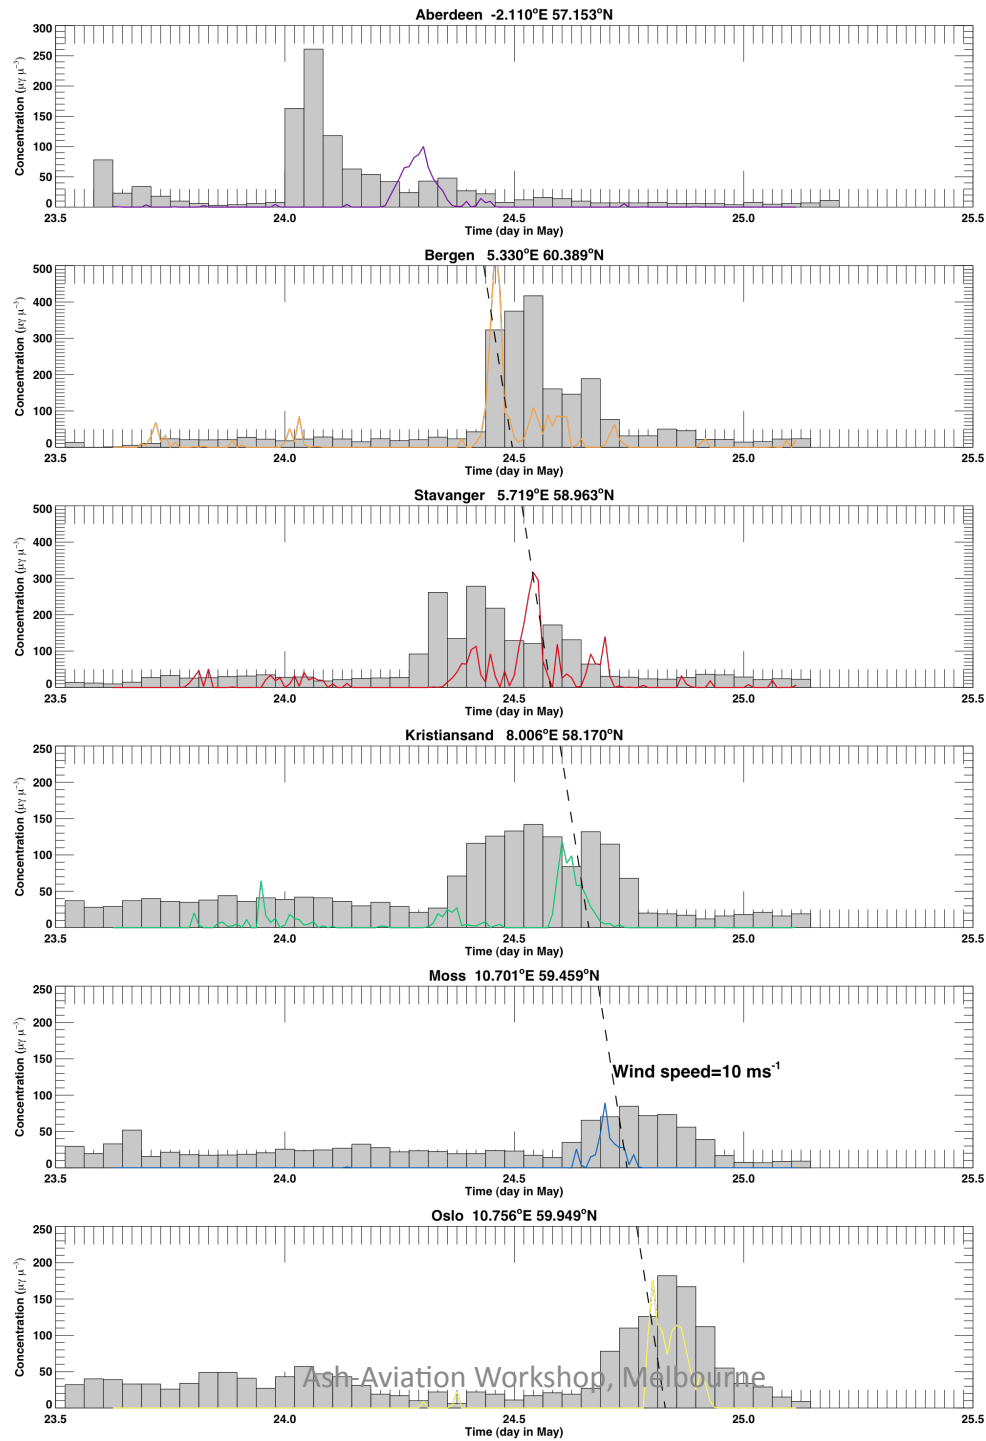 Aberdeen -2.110°E 57.153°N
300
250
200
150
100
50
0
Concentration (μγ μ⁻³)
23.5 24.0 24.5 25.0 25.5
Time (day in May)
Bergen 5.330°E 60.389°N
500
400
300
200
100
0
Concentration (μγ μ⁻³)
23.5 24.0 24.5 25.0 25.5
Time (day in May)
Stavanger 5.719°E 58.963°N
500
400
300
200
100
0
Concentration (μγ μ⁻³)
23.5 24.0 24.5 25.0 25.5
Time (day in May)
Kristiansand 8.006°E 58.170°N
250
200
150
100
50
0
Concentration (μγ μ⁻³)
23.5 24.0 24.5 25.0 25.5
Time (day in May)
Moss 10.701°E 59.459°N
250
200
150
100
50
0
Concentration (μγ μ⁻³)
Wind speed=10 ms⁻¹
23.5 24.0 24.5 25.0 25.5
Time (day in May)
Oslo 10.756°E 59.949°N
250
200
150
100
50
0
Concentration (μγ μ⁻³)
Ash-Aviation Workshop, Melbourne
23.5 24.0 24.5 25.0 25.5
Time (day in May)